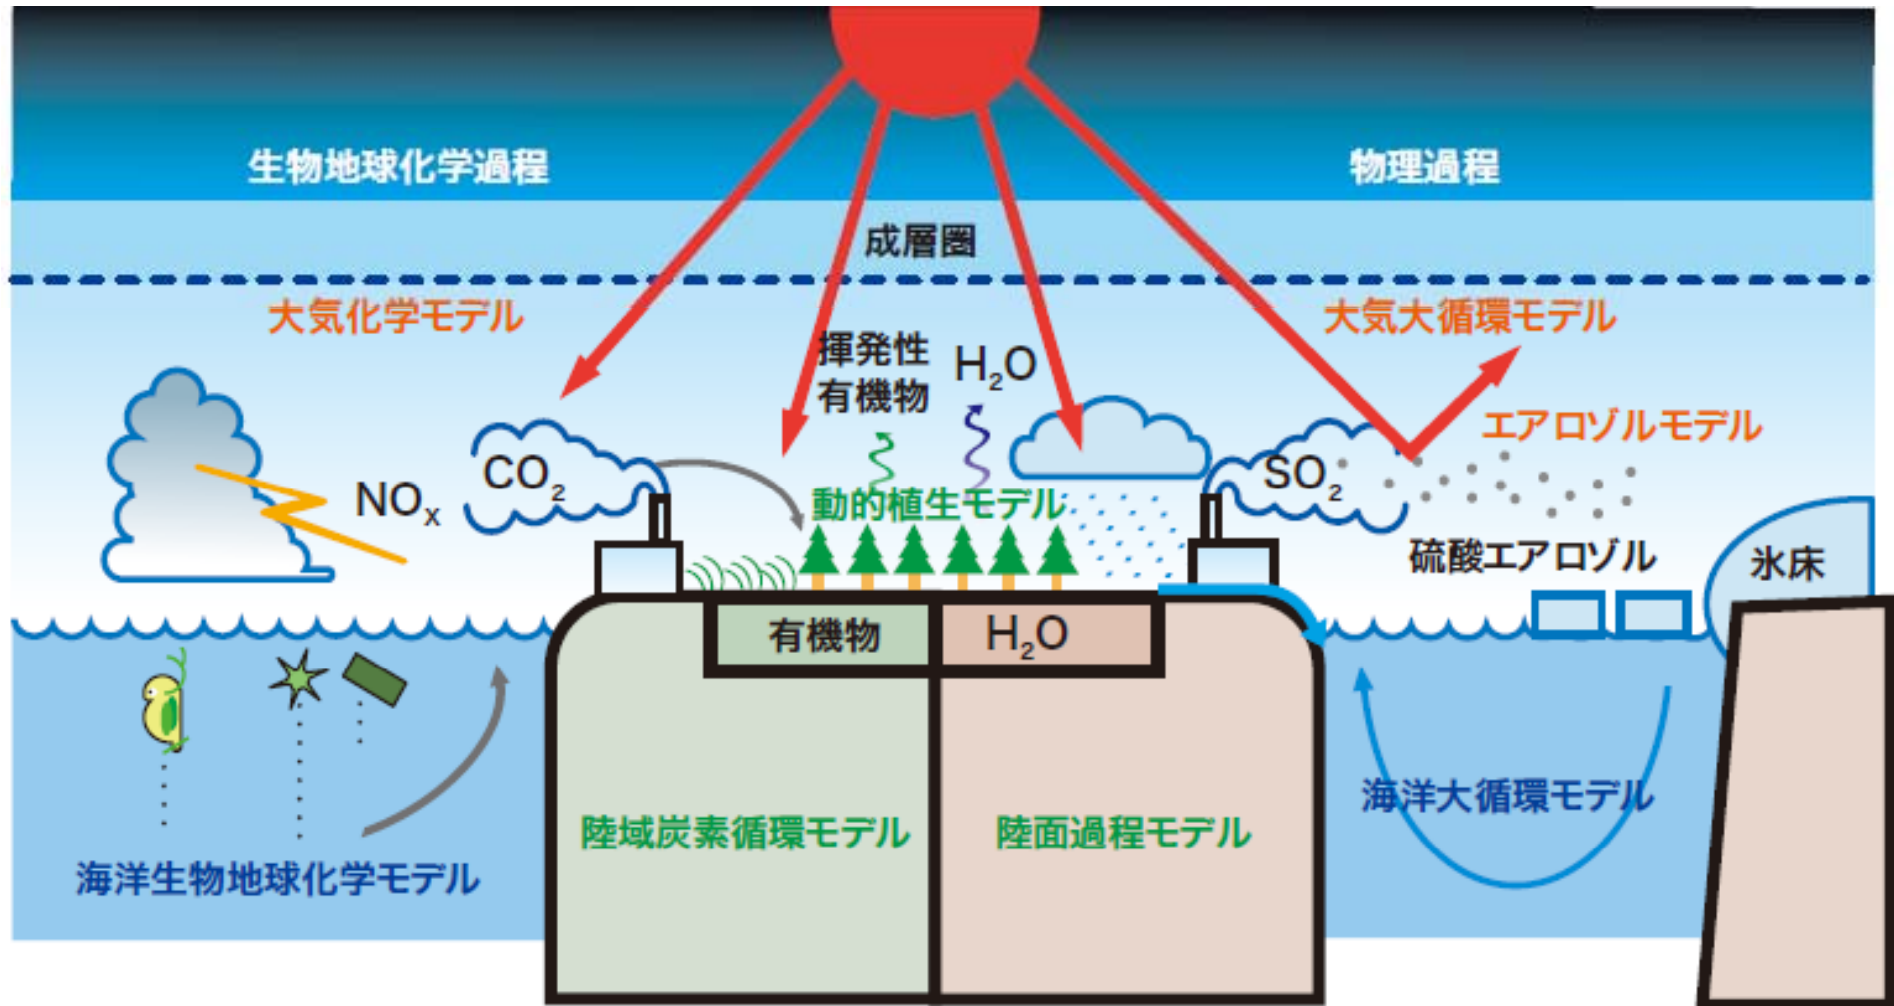 生物地球化学過程
物理過程
成層圏
大気化学モデル
大気大循環モデル
揮発性
有機物
H₂O
エアロゾルモデル
NOₓ
CO₂
SO₂
動的植生モデル
硫酸エアロゾル
氷床
有機物
H₂O
海洋大循環モデル
陸域炭素循環モデル
陸面過程モデル
海洋生物地球化学モデル